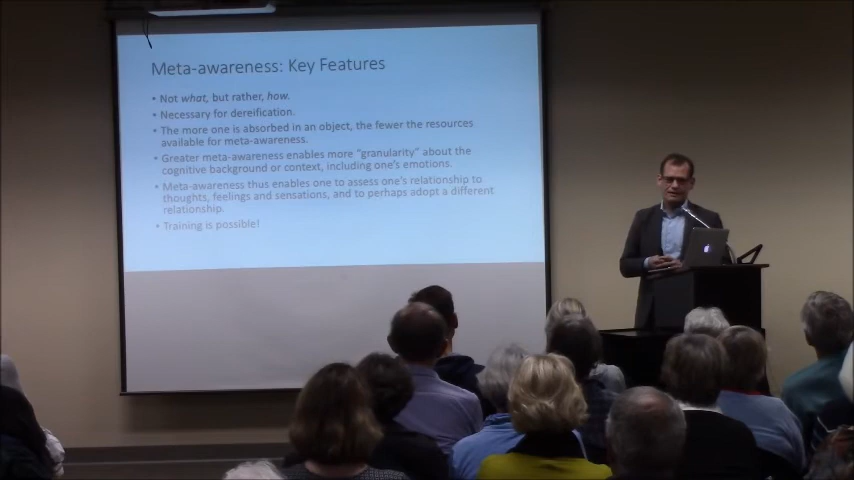 Meta-awareness: Key Features
• Not what, but rather, how.
• Necessary for dereification.
• The more one is absorbed in an object, the fewer the resources
available for meta-awareness.
• Greater meta-awareness enables more “granularity” about the
cognitive background or context, including one’s emotions.
• Meta-awareness thus enables one to assess one’s relationship to
thoughts, feelings and sensations, and to perhaps adopt a different
relationship.
• Training is possible!